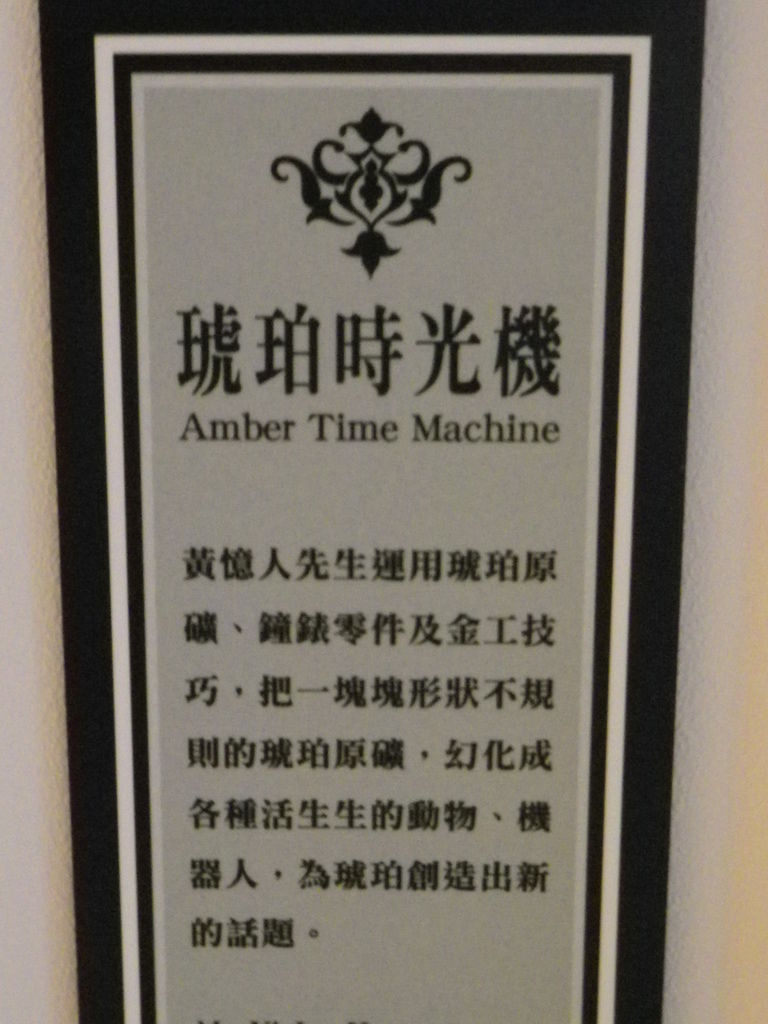 琥珀時光機
Amber Time Machine
黃憶人先生運用琥珀原
礦、鐘錶零件及金工技
巧，把一塊塊形狀不規
則的琥珀原礦，幻化成
各種活生生的動物、機
器人，為琥珀創造出新
的話題。